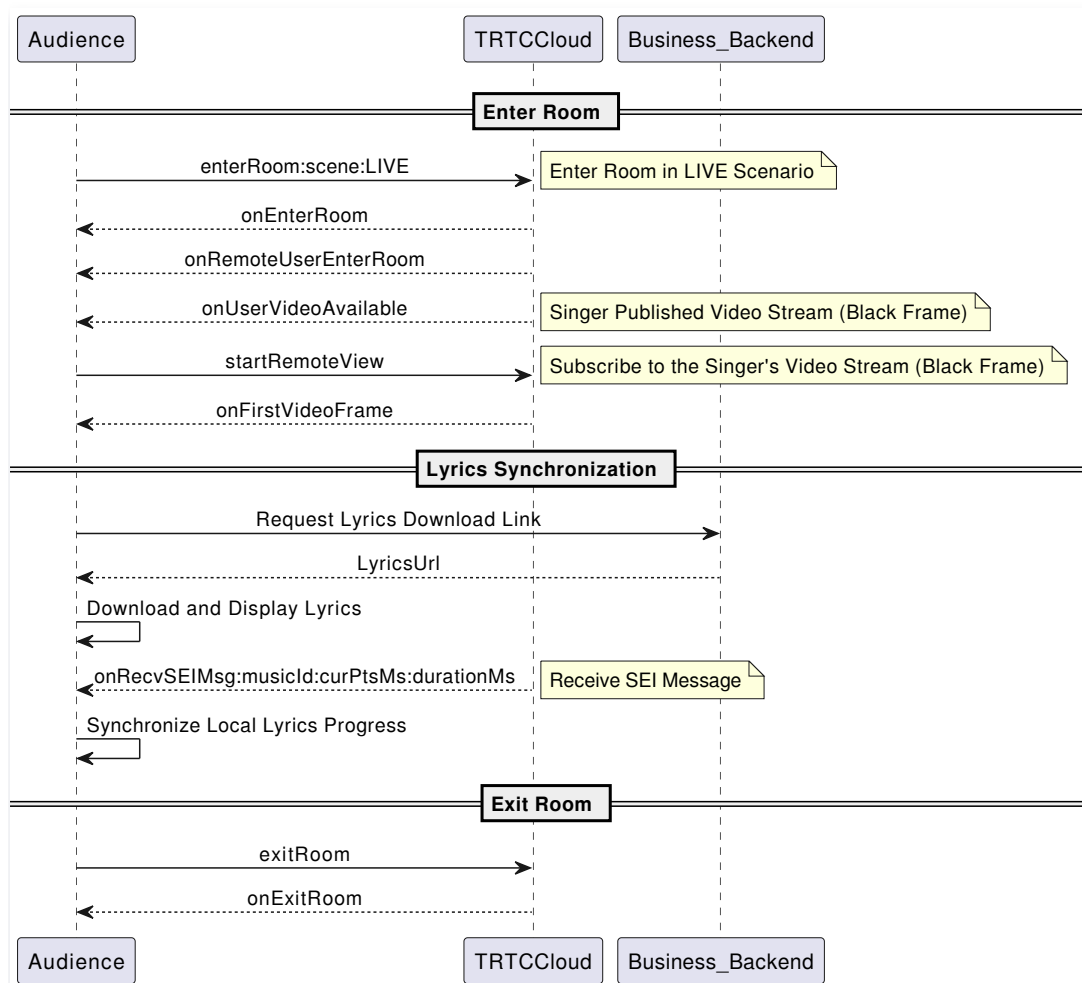 Audience TRTCCloud Business_Backend
Enter Room
enterRoom:scene:LIVE
Enter Room in LIVE Scenario
onEnterRoom
onRemoteUserEnterRoom
onUserVideoAvailable
Singer Published Video Stream (Black Frame)
startRemoteView
Subscribe to the Singer's Video Stream (Black Frame)
onFirstVideoFrame
Lyrics Synchronization
Request Lyrics Download Link
LyricsUrl
Download and Display Lyrics
onRecvSEIMsg:musicId:curPtsMs:durationMs
Receive SEI Message
Synchronize Local Lyrics Progress
Exit Room
exitRoom
onExitRoom
Audience TRTCCloud Business_Backend